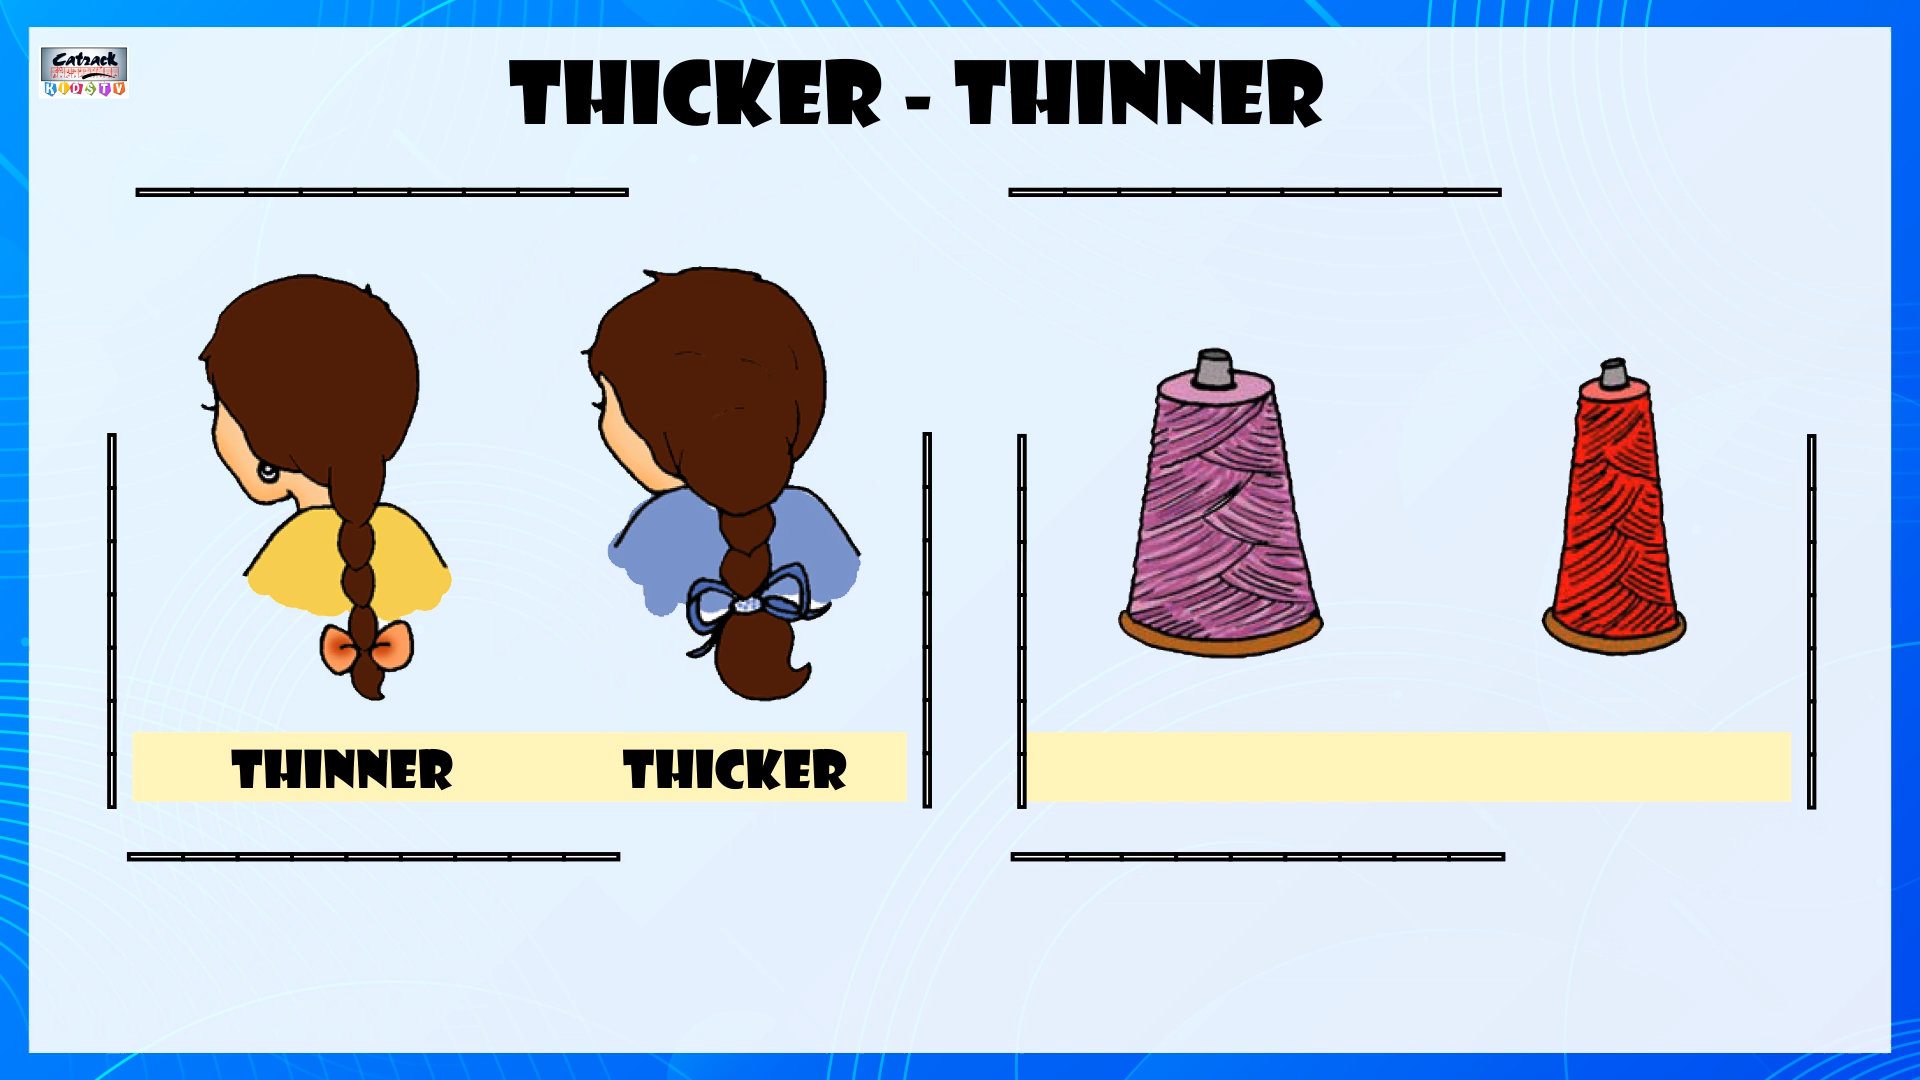 Catrack
KIDS TV
THICKER - THINNER
THINNER THICKER